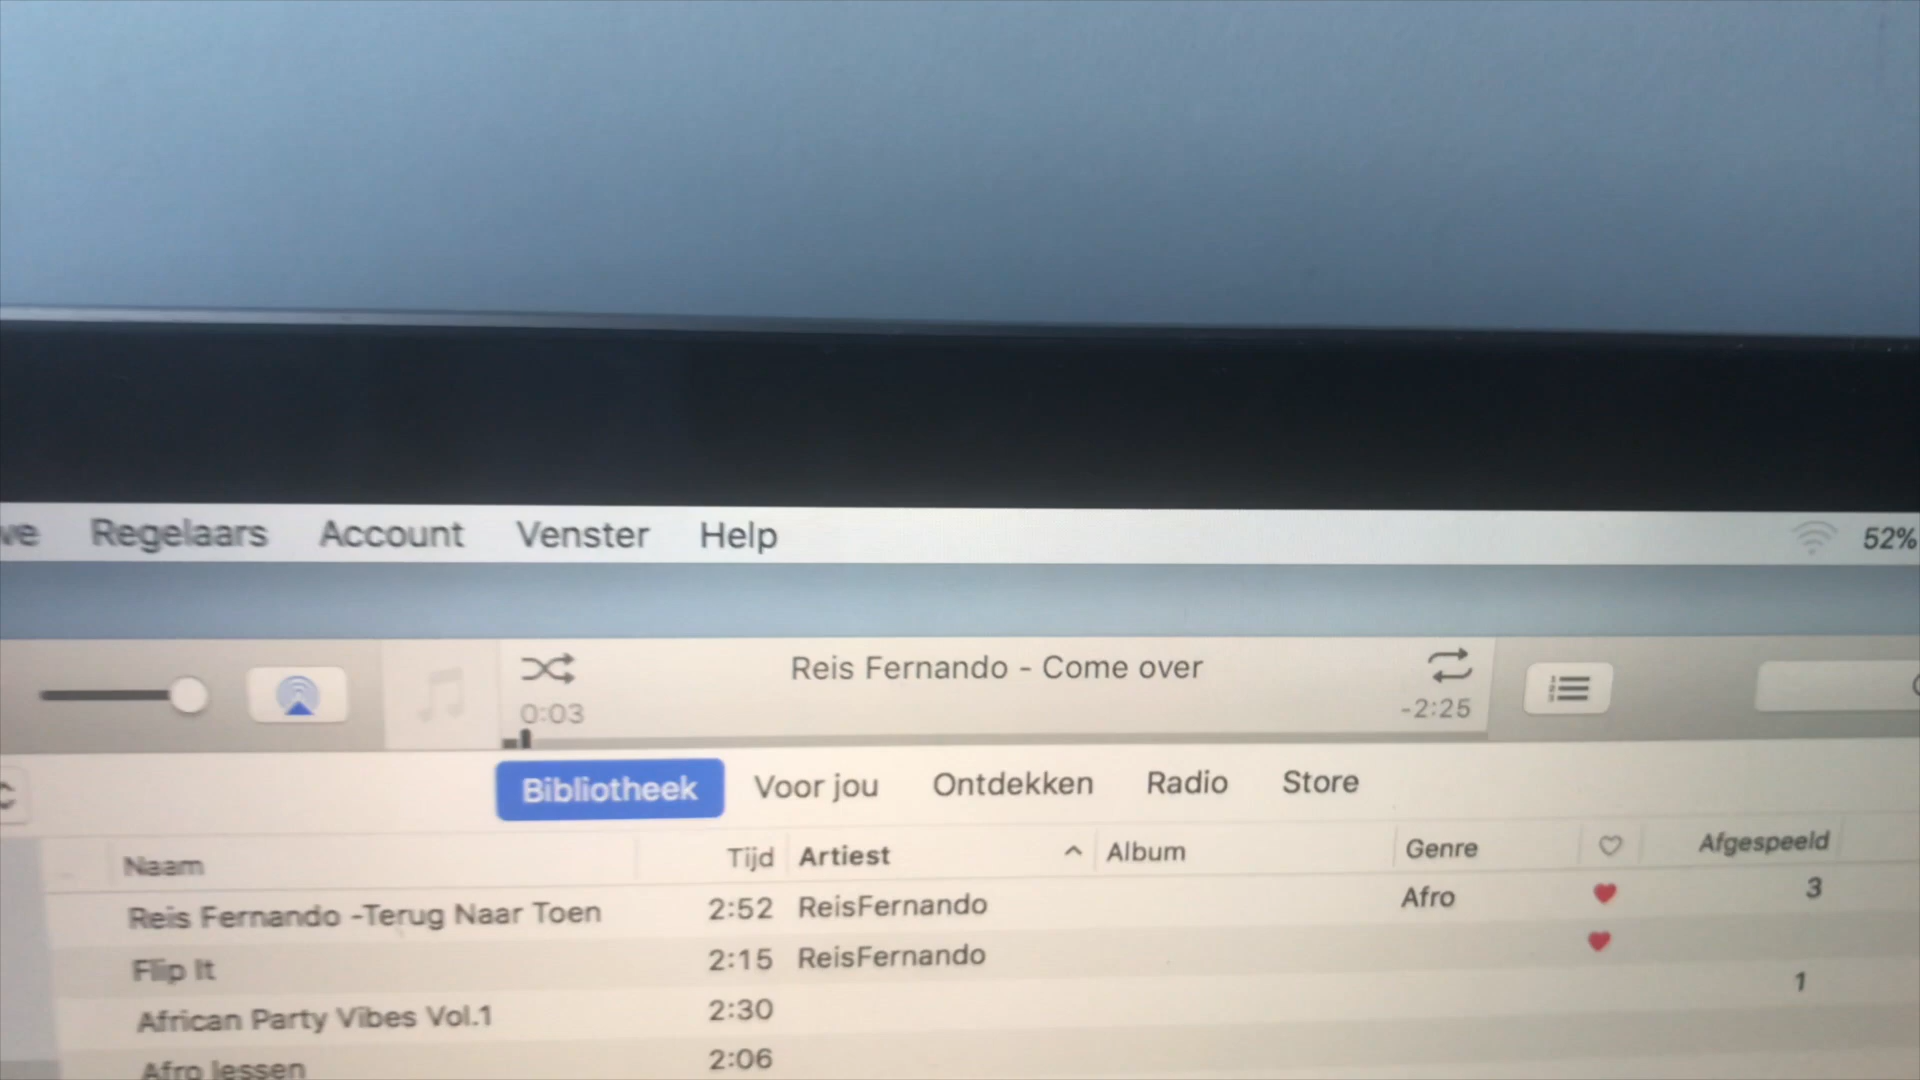 Regelaars Account Venster Help 52%
Reis Fernando - Come over
0:03 -2:25
Bibliotheek Voor jou Ontdekken Radio Store
Naam Tijd Artiest Album Genre Afgespeeld
Reis Fernando -Terug Naar Toen 2:52 ReisFernando Afro 3
Flip It 2:15 ReisFernando
African Party Vibes Vol.1 2:30 1
Afro lessen 2:06